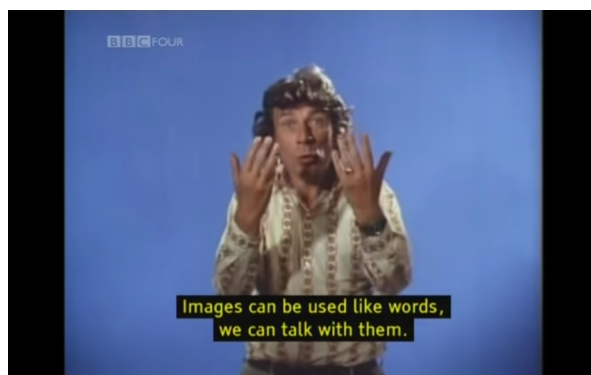 BBC FOUR
Images can be used like words,
we can talk with them.